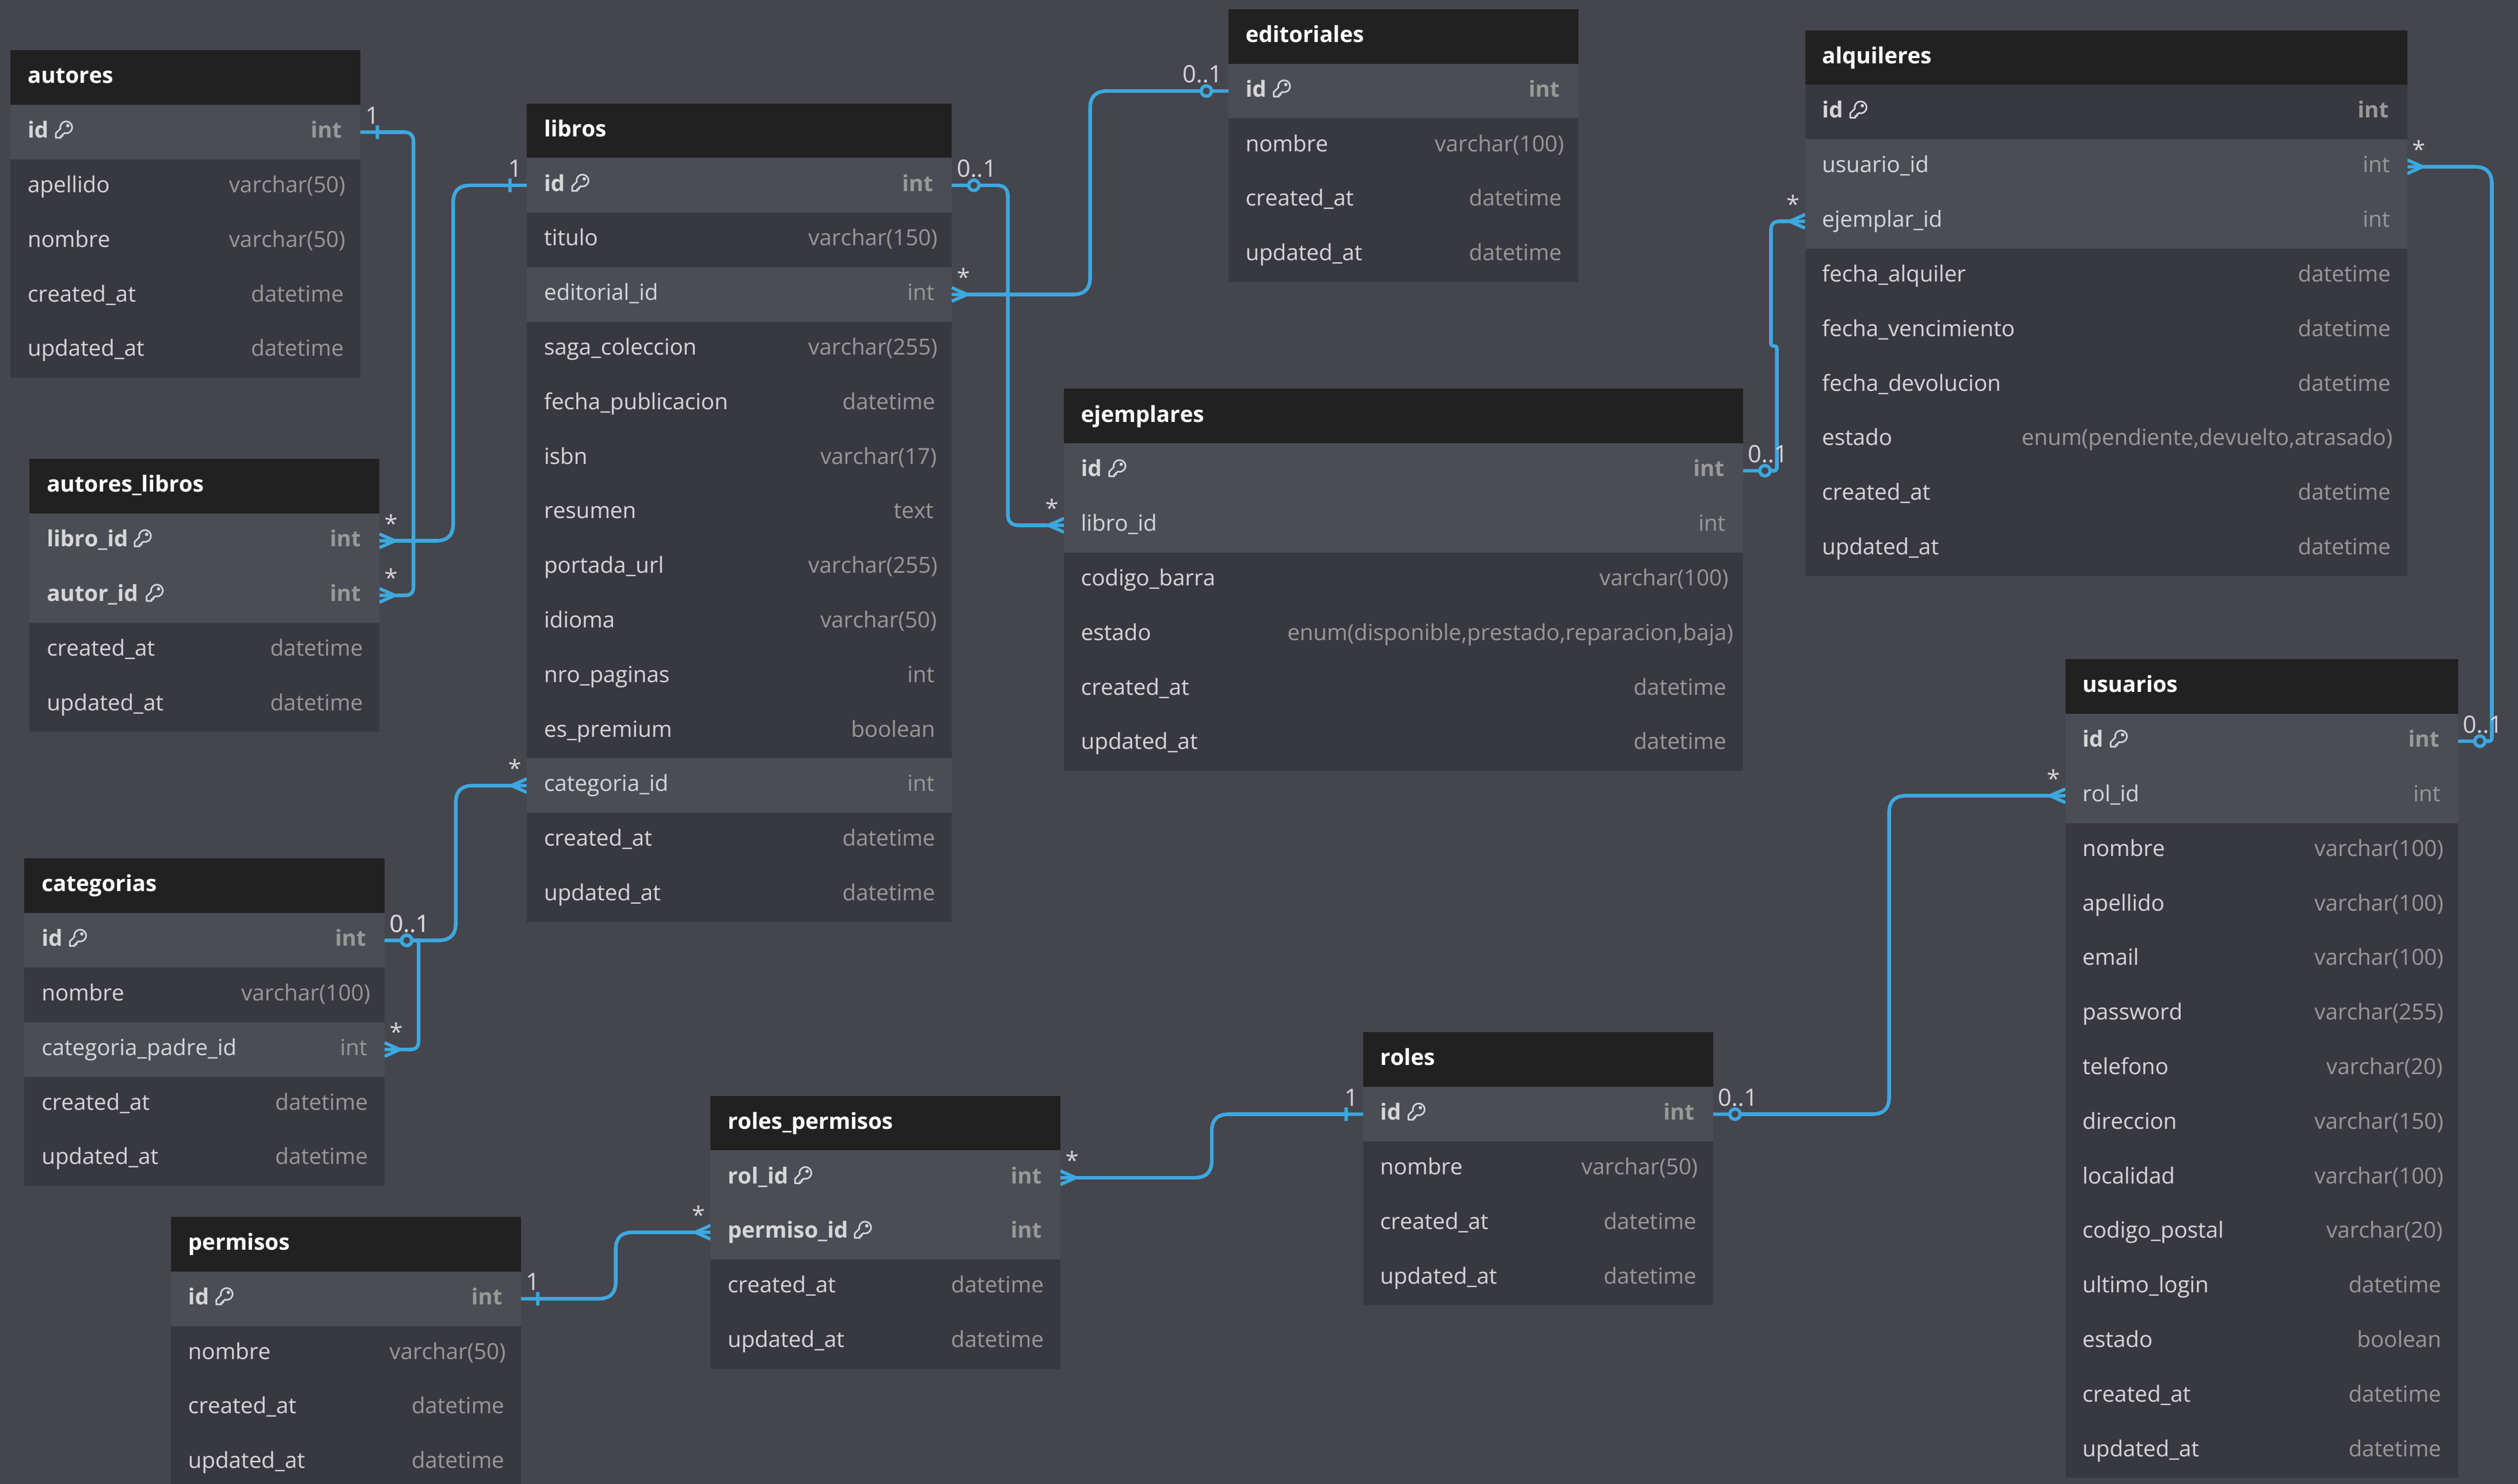 autores
1
id int
apellido varchar(50)
nombre varchar(50)
created_at datetime
updated_at datetime
autores_libros
*
libro_id int
*
autor_id int
created_at datetime
updated_at datetime
categorias
0..1
id int
nombre varchar(100)
*
categoria_padre_id int
created_at datetime
updated_at datetime
permisos
1
id int
nombre varchar(50)
created_at datetime
updated_at datetime
libros
1 0..1
id int
titulo varchar(150)
*
editorial_id int
saga_coleccion varchar(255)
fecha_publicacion datetime
isbn varchar(17)
resumen text
portada_url varchar(255)
idioma varchar(50)
nro_paginas int
es_premium boolean
*
categoria_id int
created_at datetime
updated_at datetime
roles_permisos
*
rol_id int
*
permiso_id int
created_at datetime
updated_at datetime
editoriales
0..1
id int
nombre varchar(100)
created_at datetime
updated_at datetime
ejemplares
0..1
id int
*
libro_id int
codigo_barra varchar(100)
estado enum(disponible,prestado,reparacion,baja)
created_at datetime
updated_at datetime
roles
1 0..1
id int
nombre varchar(50)
created_at datetime
updated_at datetime
alquileres
id int
*
usuario_id int
*
ejemplar_id int
fecha_alquiler datetime
fecha_vencimiento datetime
fecha_devolucion datetime
estado enum(pendiente,devuelto,atrasado)
created_at datetime
updated_at datetime
usuarios
0..1
id int
*
rol_id int
nombre varchar(100)
apellido varchar(100)
email varchar(100)
password varchar(255)
telefono varchar(20)
direccion varchar(150)
localidad varchar(100)
codigo_postal varchar(20)
ultimo_login datetime
estado boolean
created_at datetime
updated_at datetime